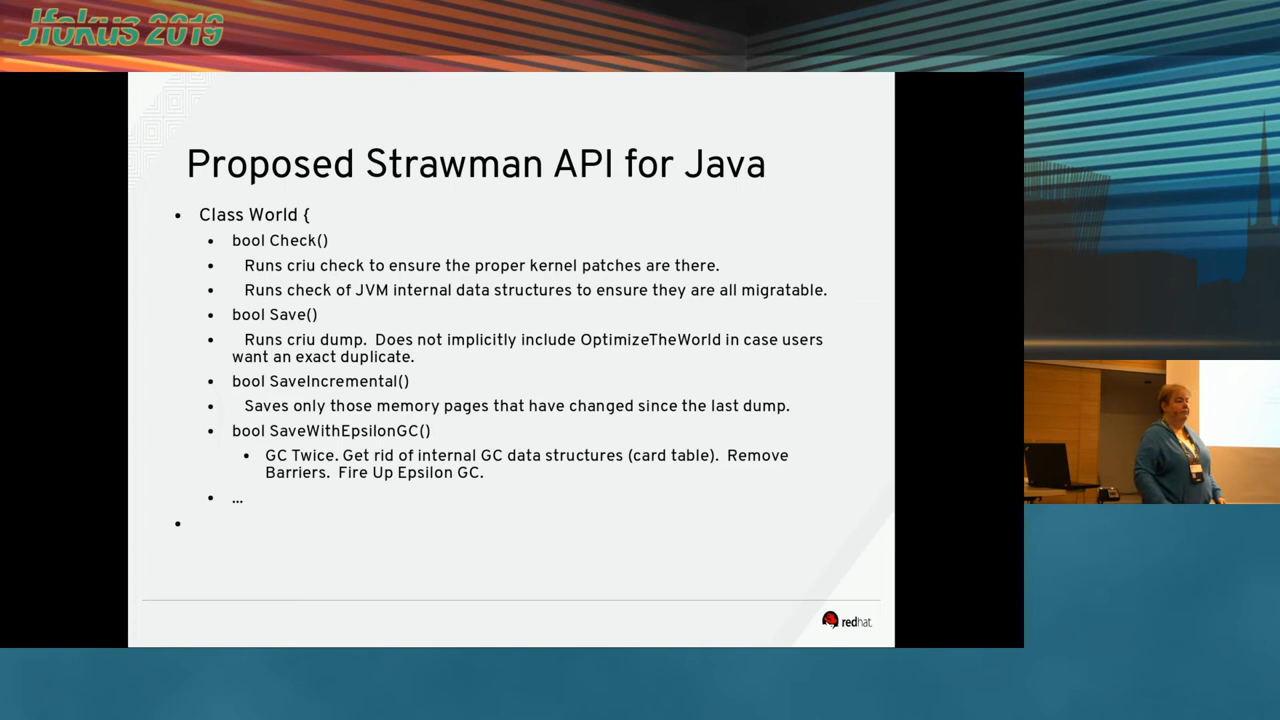 Jfokus 2019
Proposed Strawman API for Java
• Class World {
• bool Check()
• Runs criu check to ensure the proper kernel patches are there.
• Runs check of JVM internal data structures to ensure they are all migratable.
• bool Save()
• Runs criu dump. Does not implicitly include OptimizeTheWorld in case users
want an exact duplicate.
• bool SaveIncremental()
• Saves only those memory pages that have changed since the last dump.
• bool SaveWithEpsilonGC()
• GC Twice. Get rid of internal GC data structures (card table). Remove
Barriers. Fire Up Epsilon GC.
• ...
•
redhat.